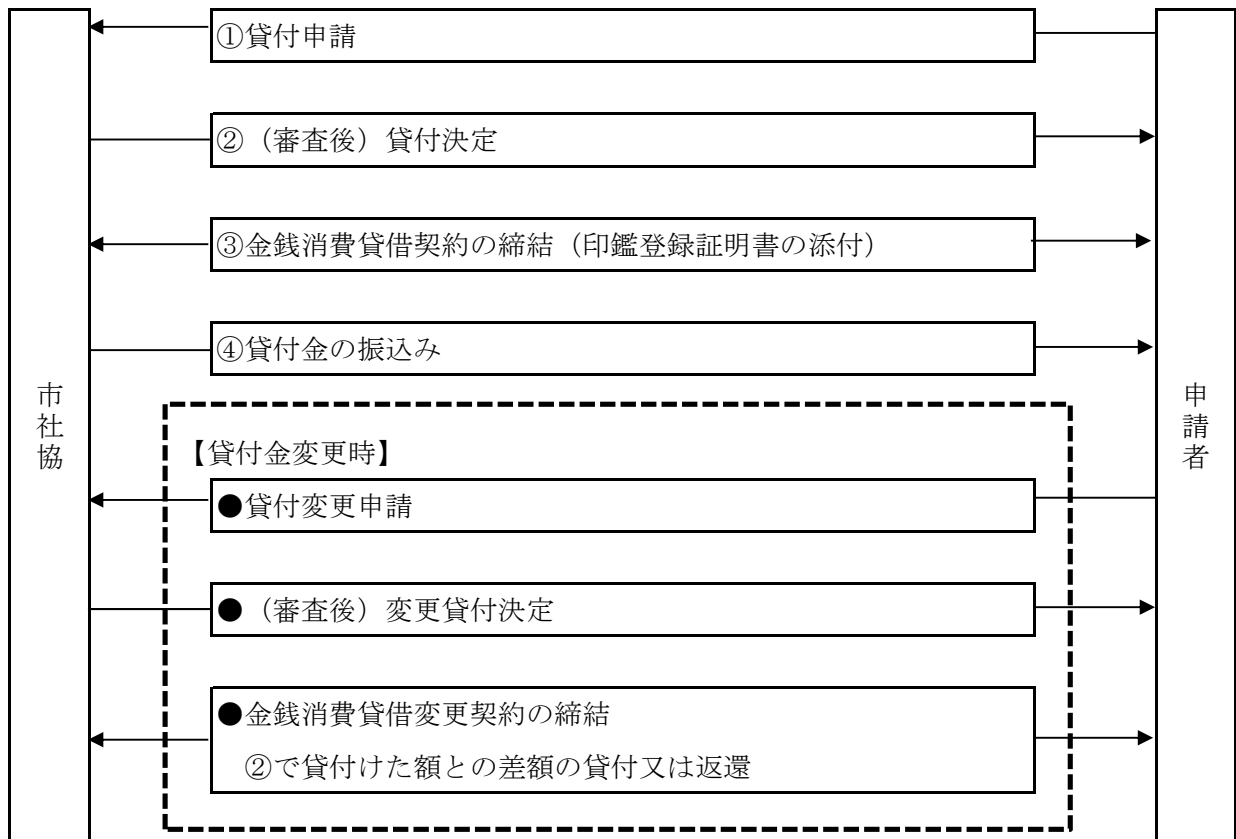 ①貸付申請
②（審査後）貸付決定
③金銭消費貸借契約の締結（印鑑登録証明書の添付）
④貸付金の振込み
市社協
申請者
【貸付金変更時】
●貸付変更申請
●（審査後）変更貸付決定
●金銭消費貸借変更契約の締結
②で貸付けた額との差額の貸付又は返還